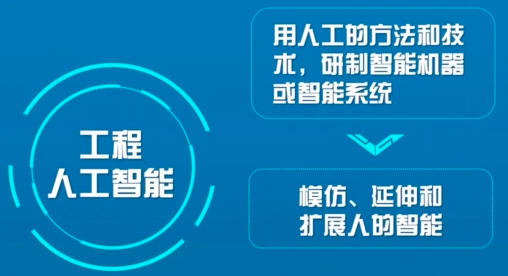 工程
人工智能
用人工的方法和技
术，研制智能机器
或智能系统
模仿、延伸和
扩展人的智能